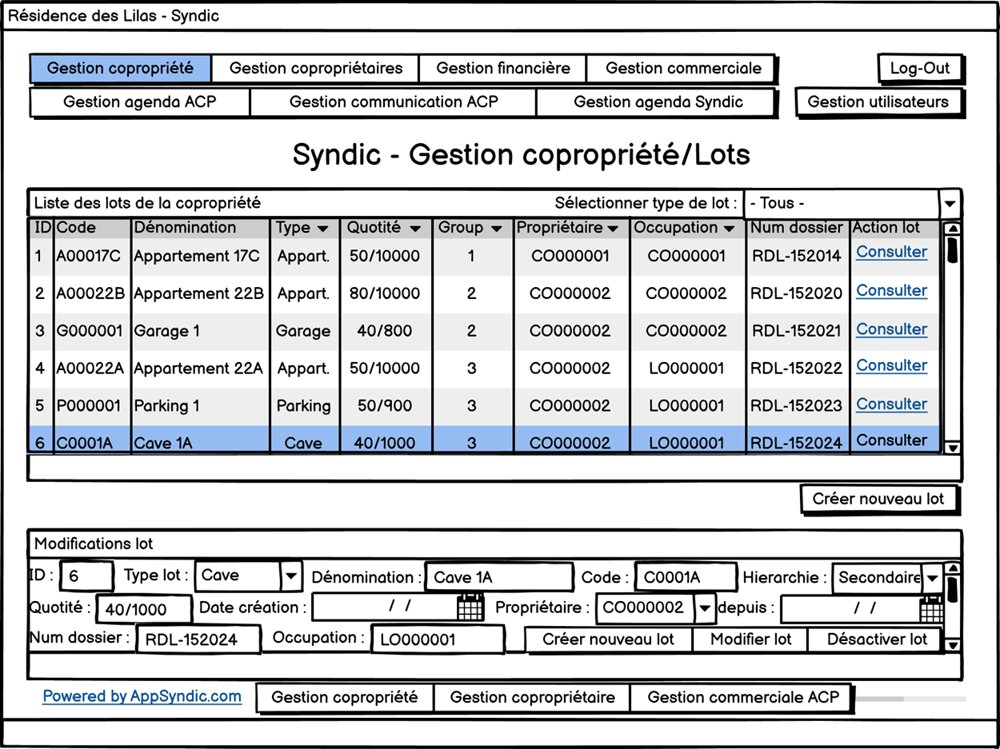 Résidence des Lilas - Syndic
Gestion copropriété Gestion copropriétaires Gestion financière Gestion commerciale Log-Out
Gestion agenda ACP Gestion communication ACP Gestion agenda Syndic Gestion utilisateurs
Syndic - Gestion copropriété/Lots
Liste des lots de la copropriété Sélectionner type de lot : - Tous -
ID Code Dénomination Type Quotité Group Propriétaire Occupation Num dossier Action lot
1 A00017C Appartement 17C Appart. 50/10000 1 CO000001 CO000001 RDL-152014 Consulter
2 A00022B Appartement 22B Appart. 80/10000 2 CO000002 CO000002 RDL-152020 Consulter
3 G000001 Garage 1 Garage 40/800 2 CO000002 CO000002 RDL-152021 Consulter
4 A00022A Appartement 22A Appart. 50/10000 3 CO000002 LO000001 RDL-152022 Consulter
5 P000001 Parking 1 Parking 50/900 3 CO000002 LO000001 RDL-152023 Consulter
6 C0001A Cave 1A Cave 40/1000 3 CO000002 LO000001 RDL-152024 Consulter
Créer nouveau lot
Modifications lot
ID : 6 Type lot : Cave Dénomination : Cave 1A Code : C0001A Hierarchie : Secondaire
Quotité : 40/1000 Date création : / / Propriétaire : CO000002 depuis : / /
Num dossier : RDL-152024 Occupation : LO000001 Créer nouveau lot Modifier lot Désactiver lot
Powered by AppSyndic.com Gestion copropriété Gestion copropriétaire Gestion commerciale ACP